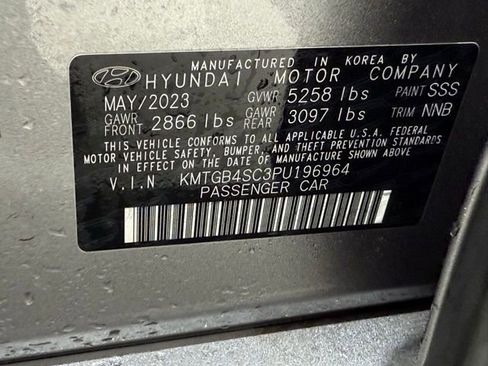 MANUFACTURED IN KOREA BY
HYUNDAI MOTOR COMPANY
MAY/2023 GVWR 5258 lbs PAINT SSS
GAWR FRONT 2866 lbs GAWR REAR 3097 lbs TRIM NNB
THIS VEHICLE CONFORMS TO ALL APPLICABLE U.S.A. FEDERAL
MOTOR VEHICLE SAFETY, BUMPER, AND THEFT PREVENTION STANDARDS
IN EFFECT ON THE DATE OF MANUFACTURE SHOWN ABOVE.
V.I.N KMTGB4SC3PU196964
PASSENGER CAR